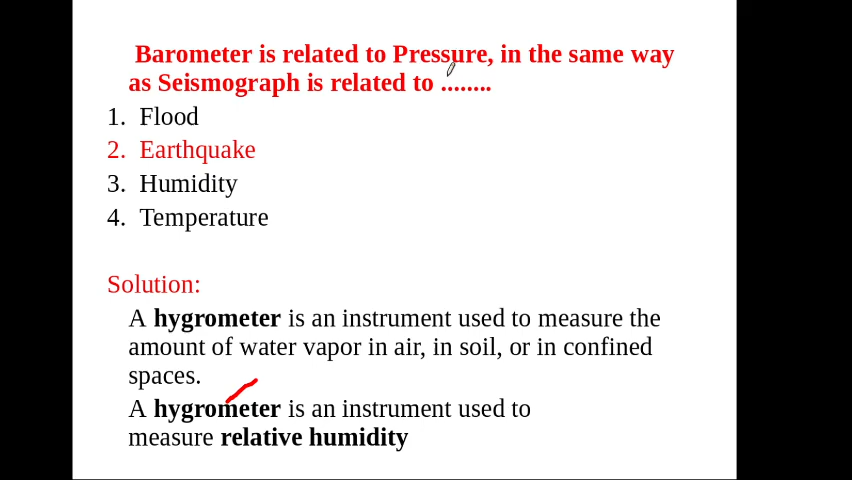 Barometer is related to Pressure, in the same way
as Seismograph is related to ........
1. Flood
2. Earthquake
3. Humidity
4. Temperature
Solution:
A hygrometer is an instrument used to measure the
amount of water vapor in air, in soil, or in confined
spaces.
A hygrometer is an instrument used to
measure relative humidity